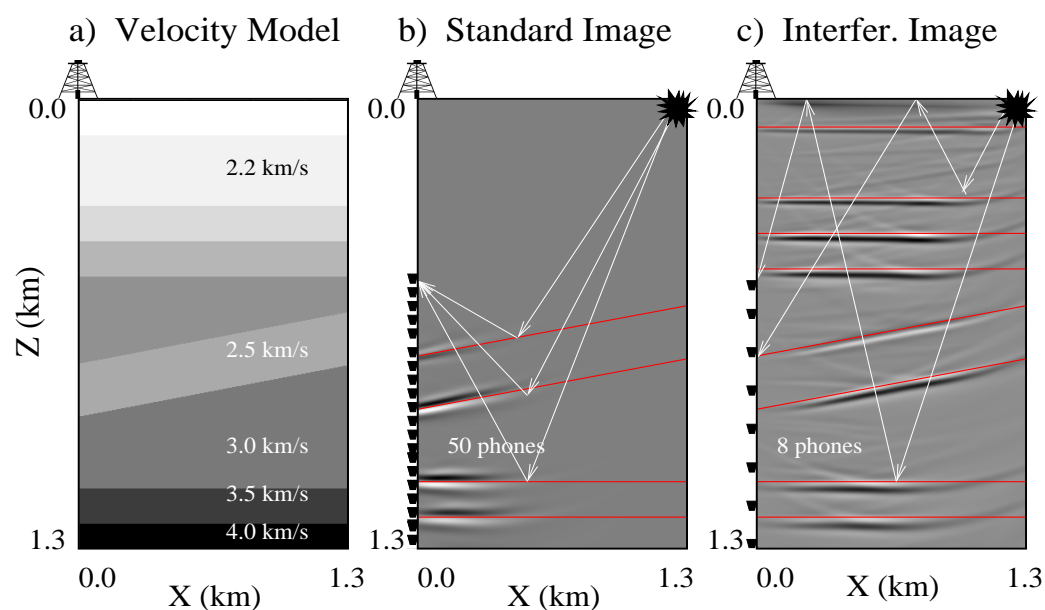 a) Velocity Model
b) Standard Image
c) Interfer. Image
0.0
0.0
0.0
2.2 km/s
Z (km)
2.5 km/s
3.0 km/s
50 phones
8 phones
3.5 km/s
4.0 km/s
1.3
1.3
1.3
0.0
1.3
0.0
1.3
0.0
1.3
X (km)
X (km)
X (km)